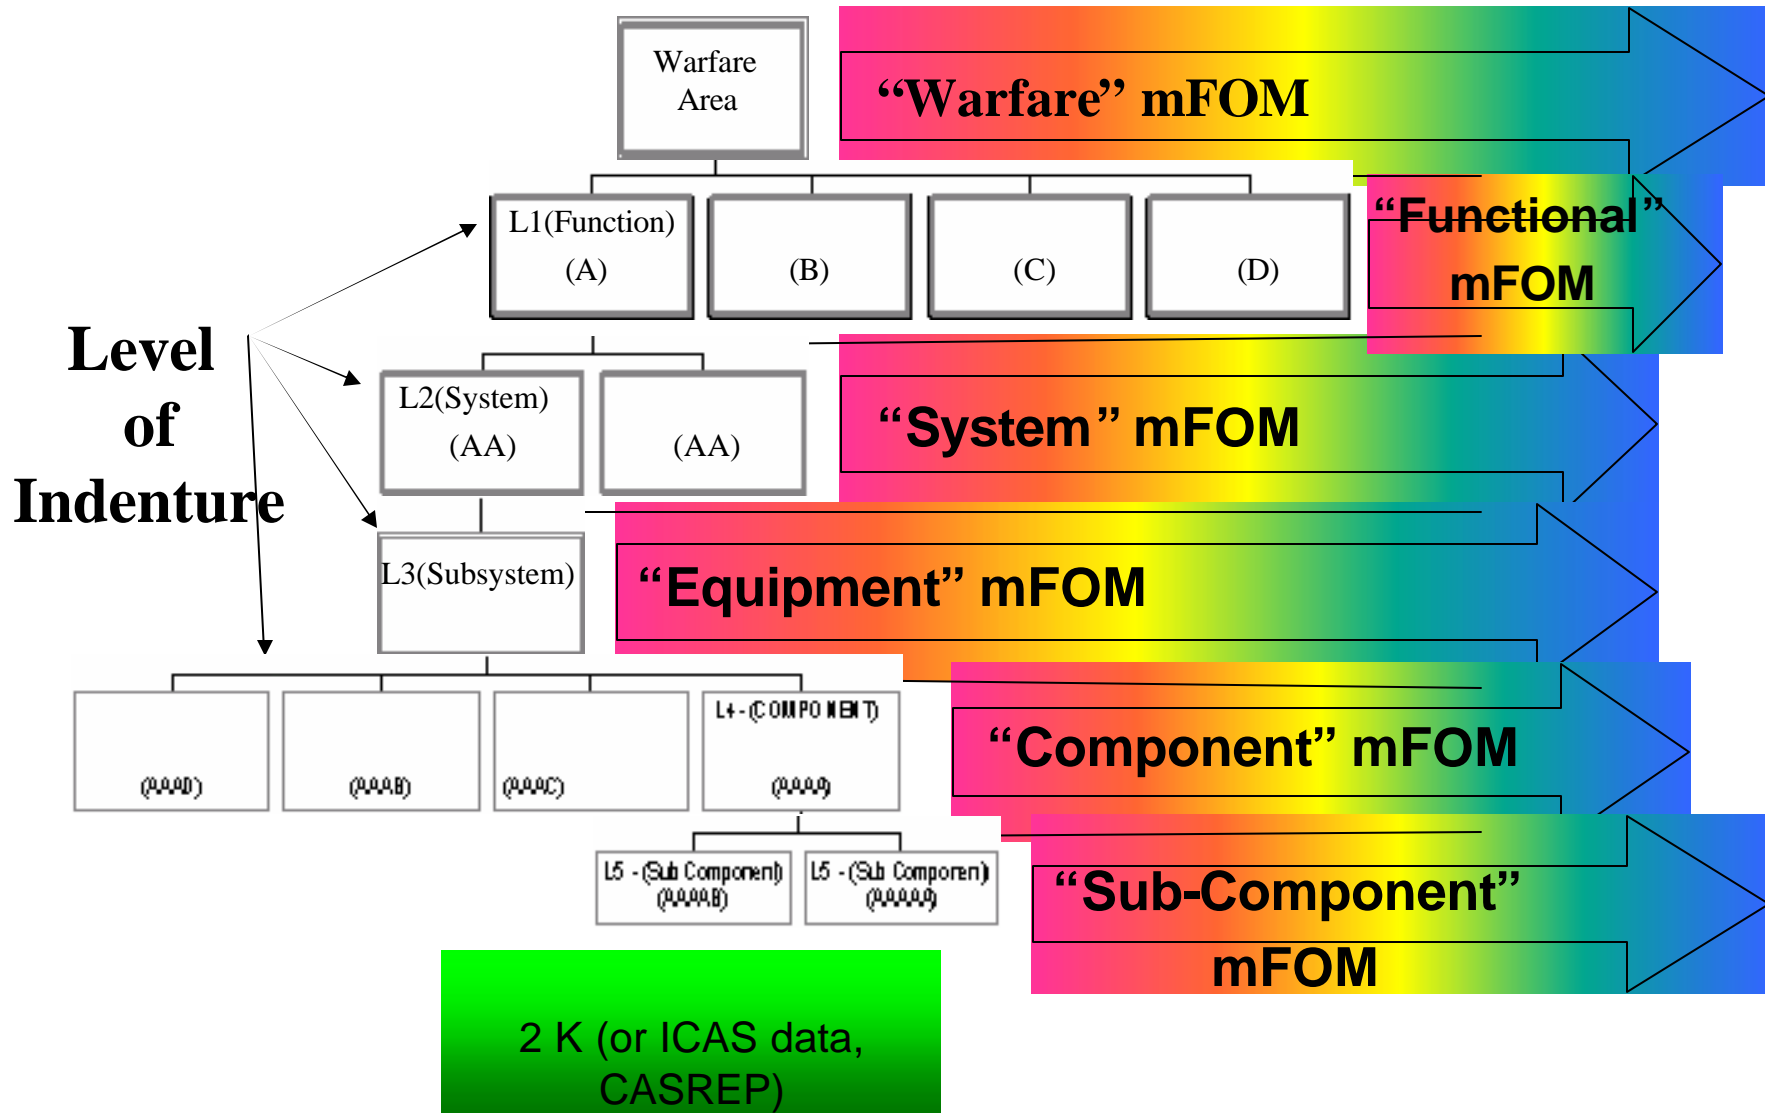 Warfare
Area
“Warfare” mFOM
L1(Function)
(A)
(B)
(C)
(D)
“Functional”
mFOM
Level
of
Indenture
L2(System)
(AA)
(AA)
“System” mFOM
L3(Subsystem)
“Equipment” mFOM
L4-(COMPONENT)
(AAAD)
(AAAB)
(AAAC)
(AAAA)
“Component” mFOM
L5 - (Sub Component)
(AAAAB)
L5 - (Sub Component)
(AAAAA)
“Sub-Component”
mFOM
2 K (or ICAS data,
CASREP)